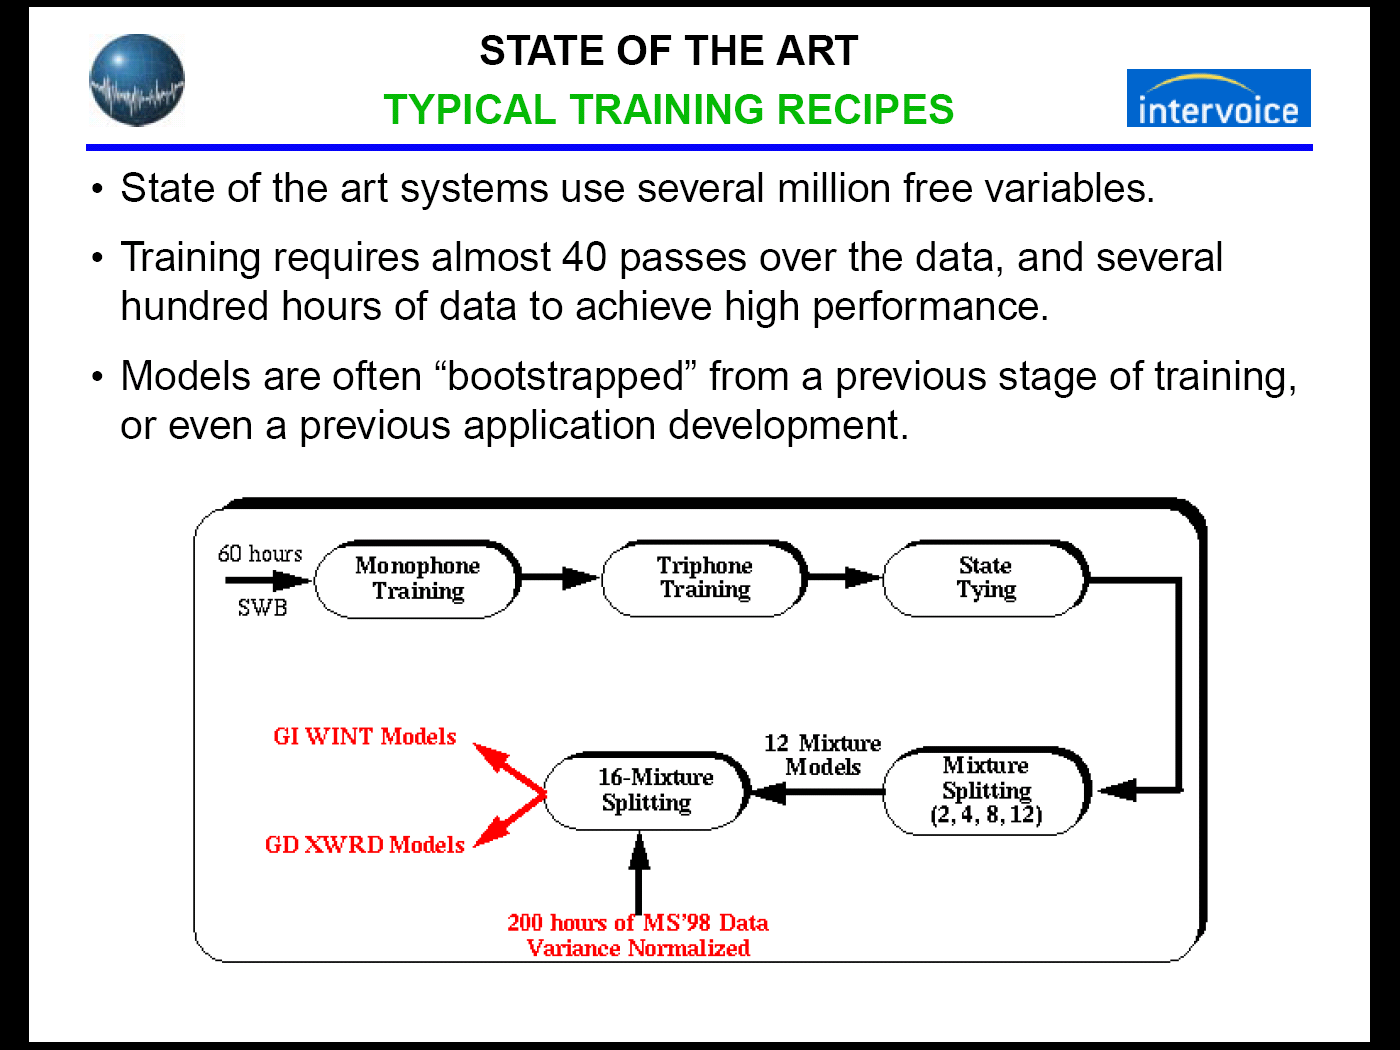 STATE OF THE ART
TYPICAL TRAINING RECIPES
intervoice
• State of the art systems use several million free variables.
• Training requires almost 40 passes over the data, and several
hundred hours of data to achieve high performance.
• Models are often “bootstrapped” from a previous stage of training,
or even a previous application development.
60 hours
SWB
Monophone
Training
Triphone
Training
State
Tying
Mixture
Splitting
(2, 4, 8, 12)
12 Mixture
Models
16-Mixture
Splitting
GI WINT Models
GD XWRD Models
200 hours of MS’98 Data
Variance Normalized